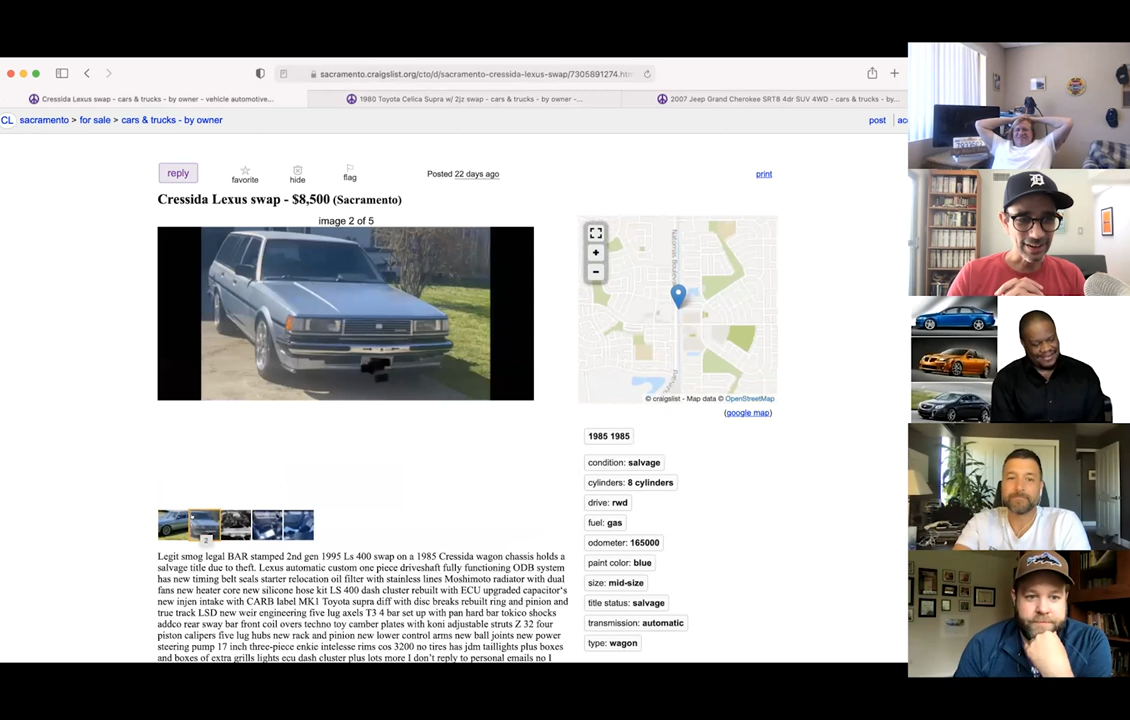 sacramento.craigslist.org/cto/d/sacramento-cressida-lexus-swap/7305891274.htm
Cressida Lexus swap - cars & trucks - by owner - vehicle automotive...
1980 Toyota Celica Supra w/ 2jz swap - cars & trucks - by owner -...
2007 Jeep Grand Cherokee SRT8 4dr SUV 4WD - cars & trucks - by...
CL sacramento > for sale > cars & trucks - by owner
post
reply
favorite
hide
flag
Posted 22 days ago
print
Cressida Lexus swap - $8,500 (Sacramento)
image 2 of 5
+
−
© craigslist - Map data © OpenStreetMap
(google map)
1985 1985
condition: salvage
cylinders: 8 cylinders
drive: rwd
fuel: gas
odometer: 165000
paint color: blue
size: mid-size
title status: salvage
transmission: automatic
type: wagon
2
Legit smog legal BAR stamped 2nd gen 1995 Ls 400 swap on a 1985 Cressida wagon chassis holds a
salvage title due to theft. Lexus automatic custom one piece driveshaft fully functioning ODB system
has new timing belt seals starter relocation oil filter with stainless lines Moshimoto radiator with dual
fans new heater core new silicone hose kit LS 400 dash cluster rebuilt with ECU upgraded capacitor's
new injen intake with CARB label MK1 Toyota supra diff with disc breaks rebuilt ring and pinion and
true track LSD new weir engineering five lug axels T3 4 bar set up with pan hard bar tokico shocks
addco rear sway bar front coil overs techno toy camber plates with koni adjustable struts Z 32 four
piston calipers five lug hubs new rack and pinion new lower control arms new ball joints new power
steering pump 17 inch three-piece enkie intelesse rims cos 3200 no tires has jdm taillights plus boxes
and boxes of extra grills lights ecu dash cluster plus lots more I don't reply to personal emails no I
D